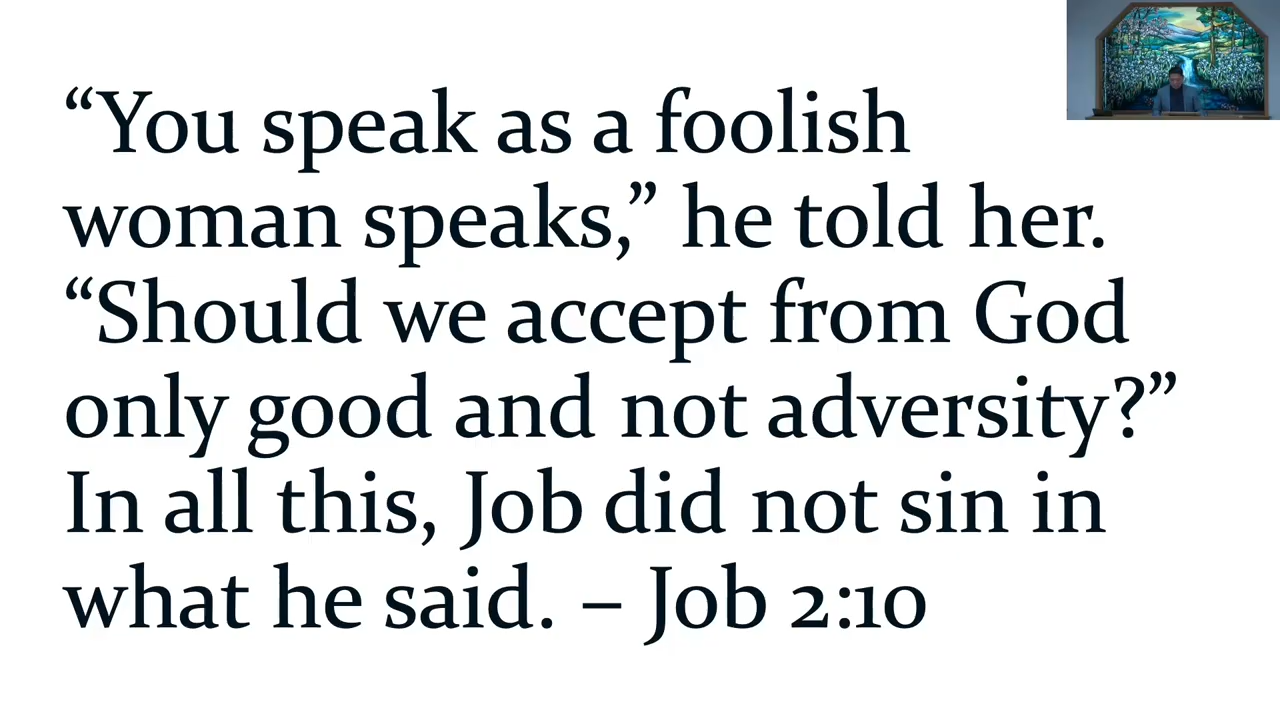 “You speak as a foolish
woman speaks,” he told her.
“Should we accept from God
only good and not adversity?”
In all this, Job did not sin in
what he said. – Job 2:10